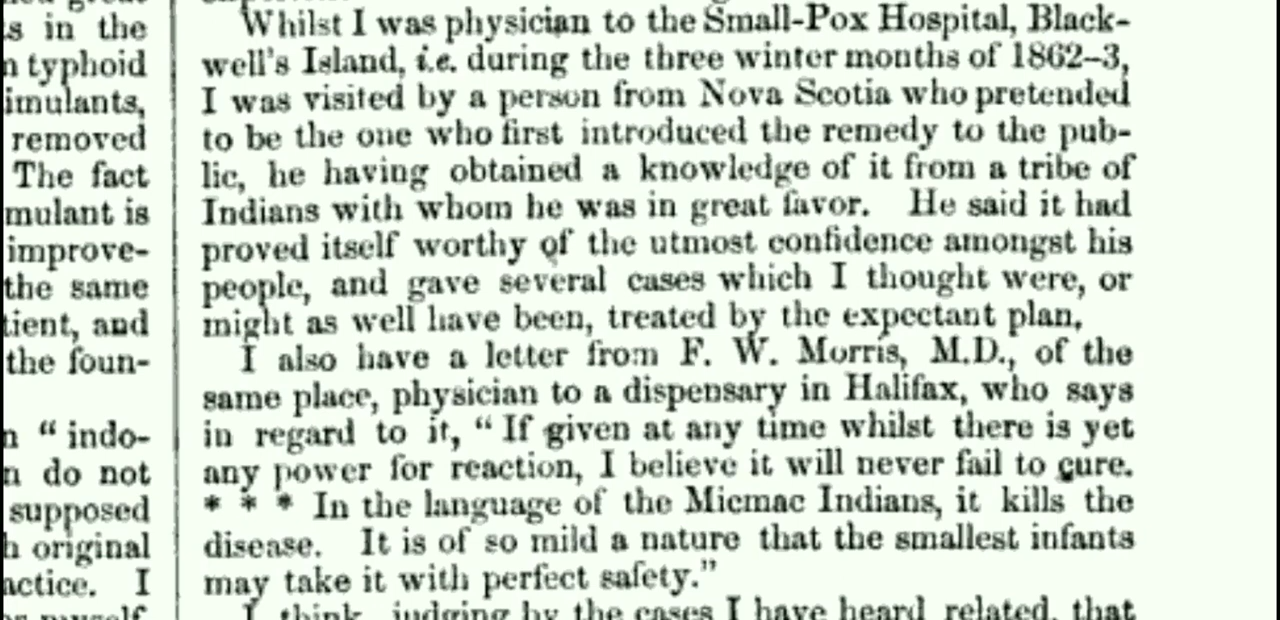 s in the
typhoid
imulants,
removed
The fact
mulant is
improve-
the same
tient, and
the foun-
n “ indo-
n do not
supposed
h original
actice. I
Whilst I was physician to the Small-Pox Hospital, Black-
well's Island, i.e. during the three winter months of 1862–3,
I was visited by a person from Nova Scotia who pretended
to be the one who first introduced the remedy to the pub-
lic, he having obtained a knowledge of it from a tribe of
Indians with whom he was in great favor. He said it had
proved itself worthy of the utmost confidence amongst his
people, and gave several cases which I thought were, or
might as well have been, treated by the expectant plan.
I also have a letter from F. W. Morris, M.D., of the
same place, physician to a dispensary in Halifax, who says
in regard to it, “ If given at any time whilst there is yet
any power for reaction, I believe it will never fail to cure.
* * * In the language of the Micmac Indians, it kills the
disease. It is of so mild a nature that the smallest infants
may take it with perfect safety.”
I think, judging by the cases I have heard related, that